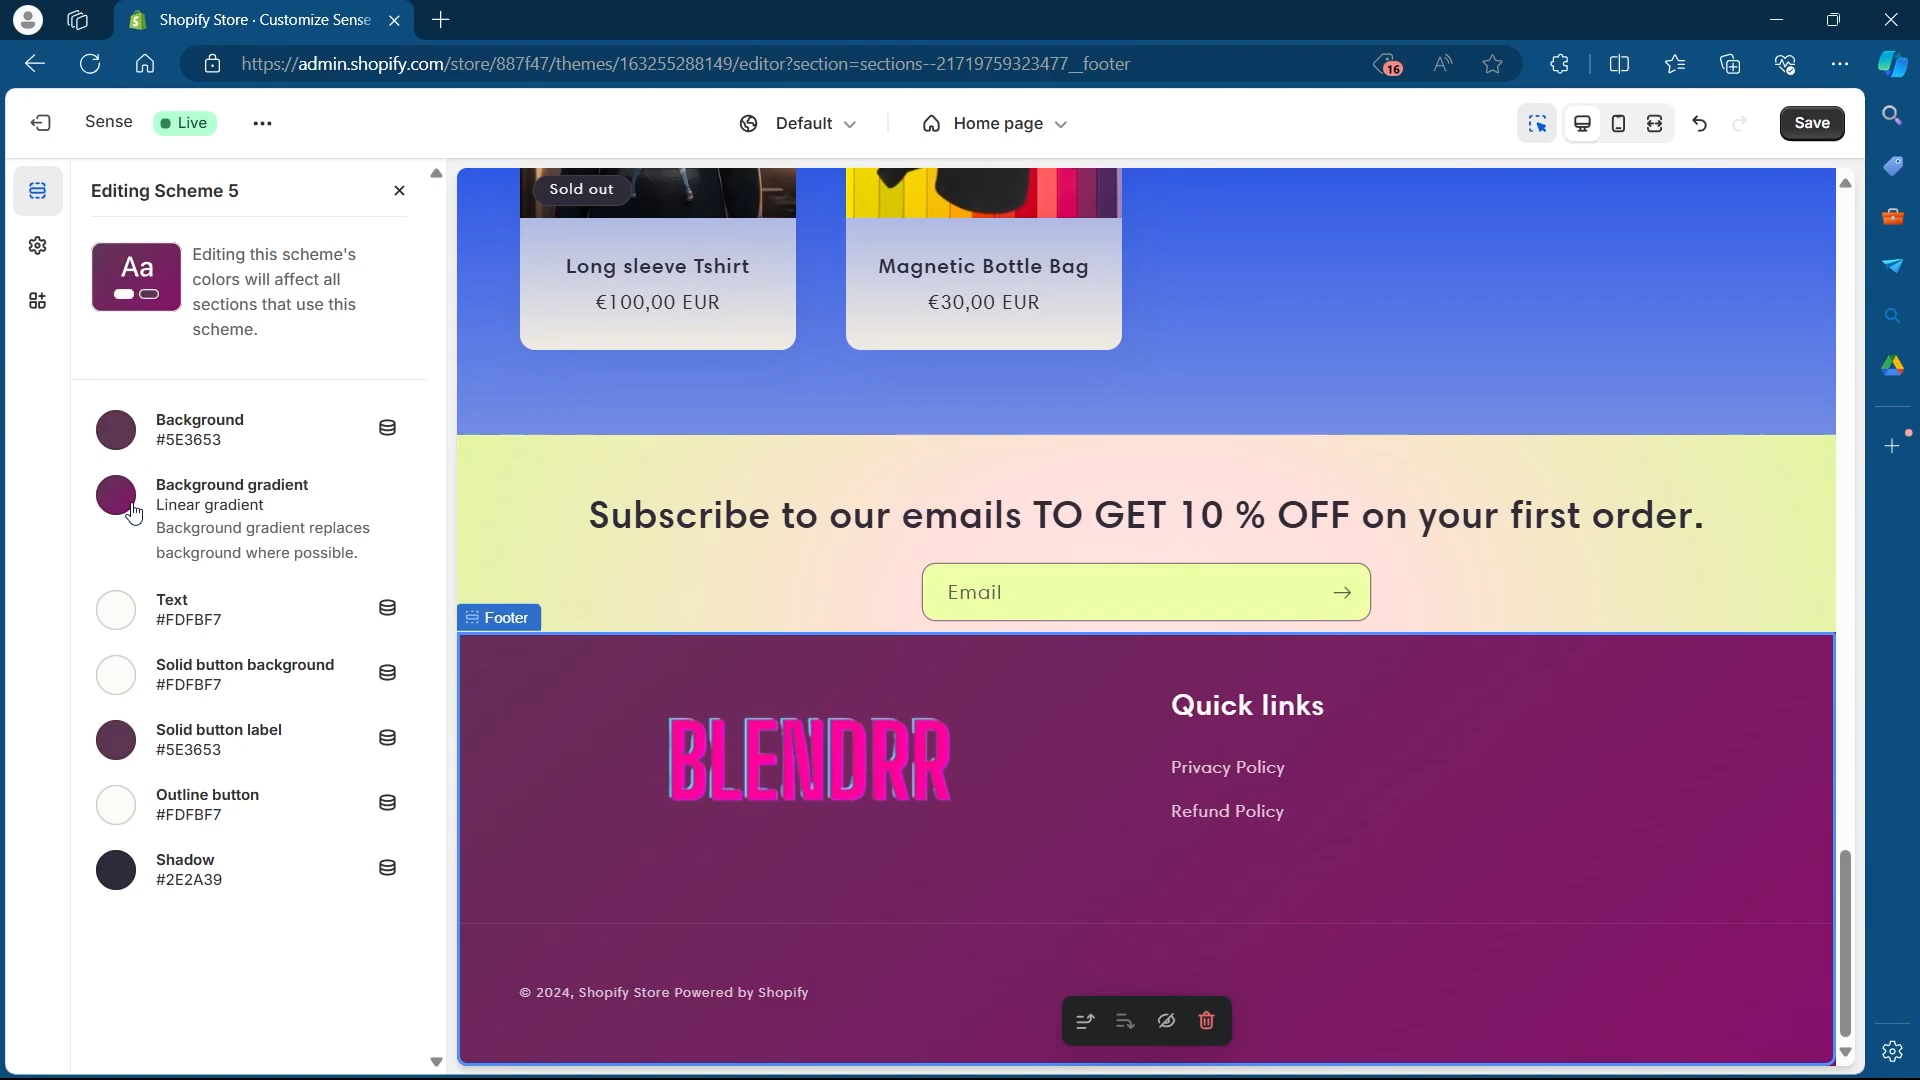 Shopify Store · Customize Sense
https://admin.shopify.com/store/887f47/themes/163255288149/editor?section=sections--21719759323477__footer
16
Sense
Live
Default
Home page
Save
Editing Scheme 5
Aa
Editing this scheme's
colors will affect all
sections that use this
scheme.
Background
#5E3653
Background gradient
Linear gradient
Background gradient replaces
background where possible.
Text
#FDFBF7
Solid button background
#FDFBF7
Solid button label
#5E3653
Outline button
#FDFBF7
Shadow
#2E2A39
Sold out
Long sleeve Tshirt
€100,00 EUR
Magnetic Bottle Bag
€30,00 EUR
Subscribe to our emails TO GET 10 % OFF on your first order.
Email
Footer
BLENDRR
Quick links
Privacy Policy
Refund Policy
© 2024, Shopify Store Powered by Shopify